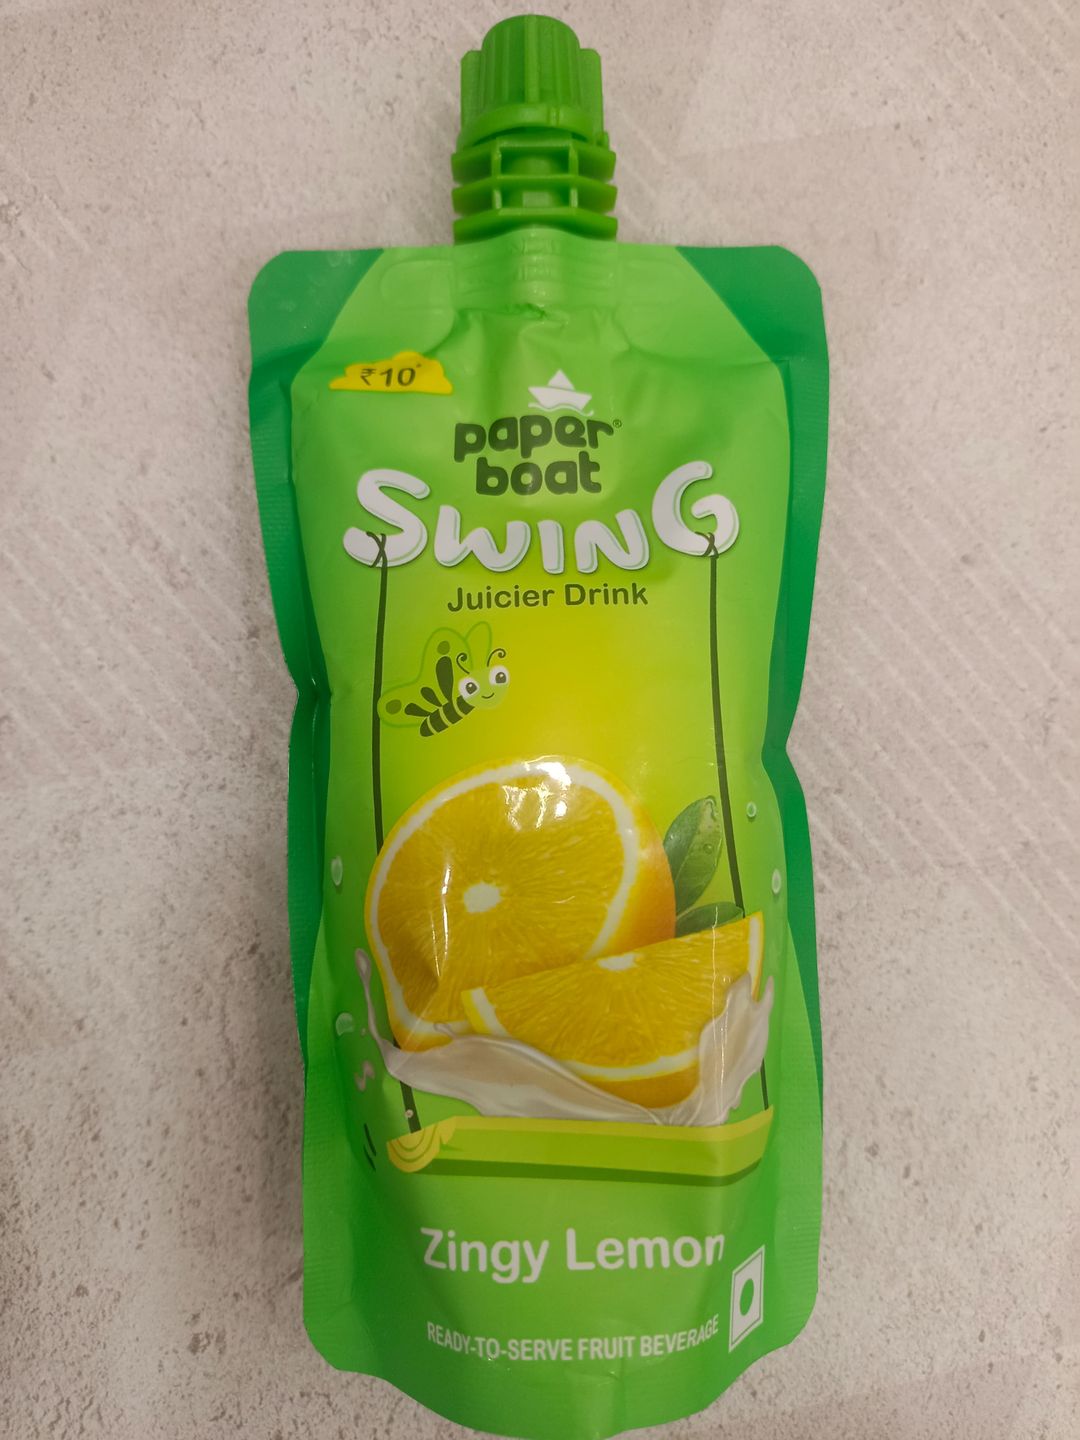 ₹10*
paper®
boat
SWING
Juicier Drink
Zingy Lemon
READY-TO-SERVE FRUIT BEVERAGE